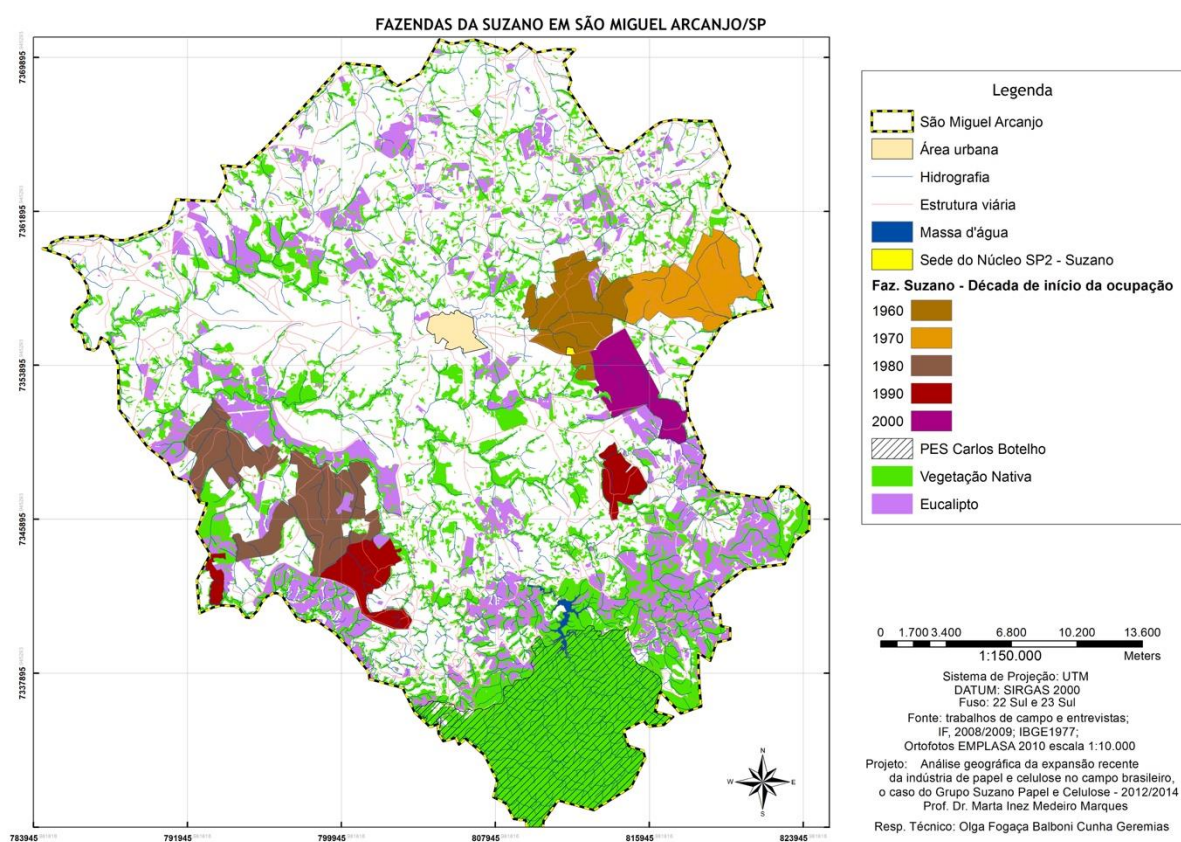 FAZENDAS DA SUZANO EM SÃO MIGUEL ARCANJO/SP
7369895
7361895
7353895
7345895
7337895
783945
791945
799945
807945
815945
823945
N
W
E
S
Legenda
São Miguel Arcanjo
Área urbana
Hidrografia
Estrutura viária
Massa d'água
Sede do Núcleo SP2 - Suzano
Faz. Suzano - Década de início da ocupação
1960
1970
1980
1990
2000
PES Carlos Botelho
Vegetação Nativa
Eucalipto
0 1.700 3.400 6.800 10.200 13.600
1:150.000 Meters
Sistema de Projeção: UTM
DATUM: SIRGAS 2000
Fuso: 22 Sul e 23 Sul
Fonte: trabalhos de campo e entrevistas;
IF, 2008/2009; IBGE1977;
Ortofotos EMPLASA 2010 escala 1:10.000
Projeto: Análise geográfica da expansão recente
da indústria de papel e celulose no campo brasileiro,
o caso do Grupo Suzano Papel e Celulose - 2012/2014
Prof. Dr. Marta Inez Medeiro Marques
Resp. Técnico: Olga Fogaça Balboni Cunha Geremias